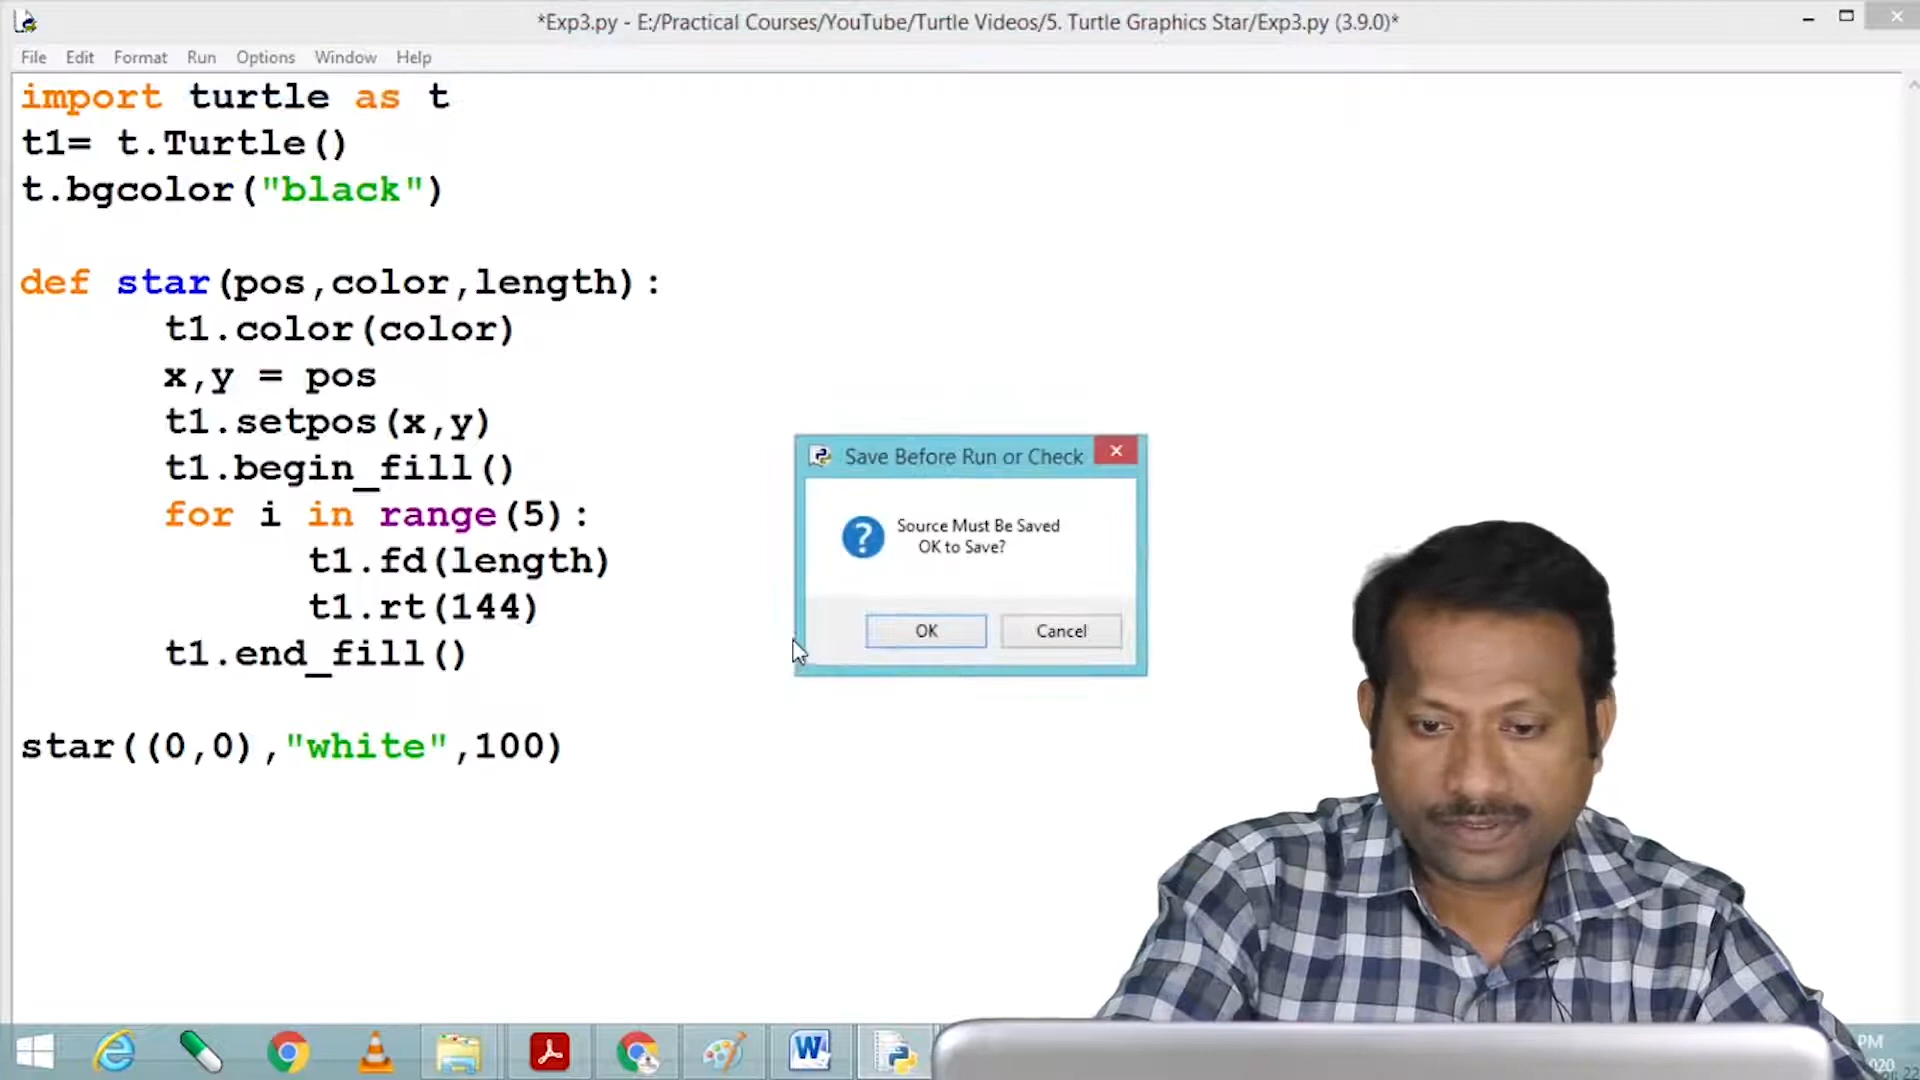 *Exp3.py - E:/Practical Courses/YouTube/Turtle Videos/5. Turtle Graphics Star/Exp3.py (3.9.0)*
File Edit Format Run Options Window Help
import turtle as t
t1= t.Turtle()
t.bgcolor("black")
def star(pos,color,length):
t1.color(color)
x,y = pos
t1.setpos(x,y)
t1.begin_fill()
for i in range(5):
t1.fd(length)
t1.rt(144)
t1.end_fill()
star((0,0),"white",100)
Save Before Run or Check
Source Must Be Saved
OK to Save?
OK Cancel
W
PM